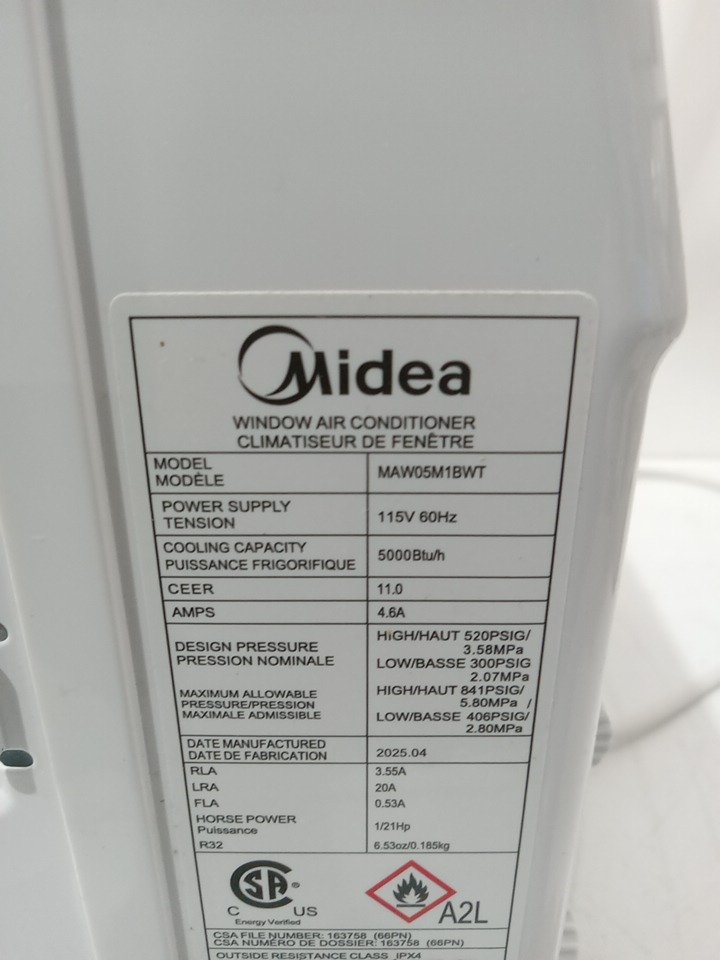 Midea
WINDOW AIR CONDITIONER
CLIMATISEUR DE FENÊTRE
MODEL
MODÈLE
MAW05M1BWT
POWER SUPPLY
TENSION
115V 60Hz
COOLING CAPACITY
PUISSANCE FRIGORIFIQUE
5000Btu/h
CEER
11.0
AMPS
4.6A
DESIGN PRESSURE
PRESSION NOMINALE
HIGH/HAUT 520PSIG/
3.58MPa
LOW/BASSE 300PSIG
2.07MPa
MAXIMUM ALLOWABLE
PRESSURE/PRESSION
MAXIMALE ADMISSIBLE
HIGH/HAUT 841PSIG/
5.80MPa /
LOW/BASSE 406PSIG/
2.80MPa
DATE MANUFACTURED
DATE DE FABRICATION
2025.04
RLA
3.55A
LRA
20A
FLA
0.53A
HORSE POWER
Puissance
1/21Hp
R32
6.53oz/0.185kg
CSA ®
C US
Energy Verified
A2L
CSA FILE NUMBER: 163758 (66PN)
CSA NUMÉRO DE DOSSIER: 163758 (66PN)
OUTSIDE RESISTANCE CLASS IPX4